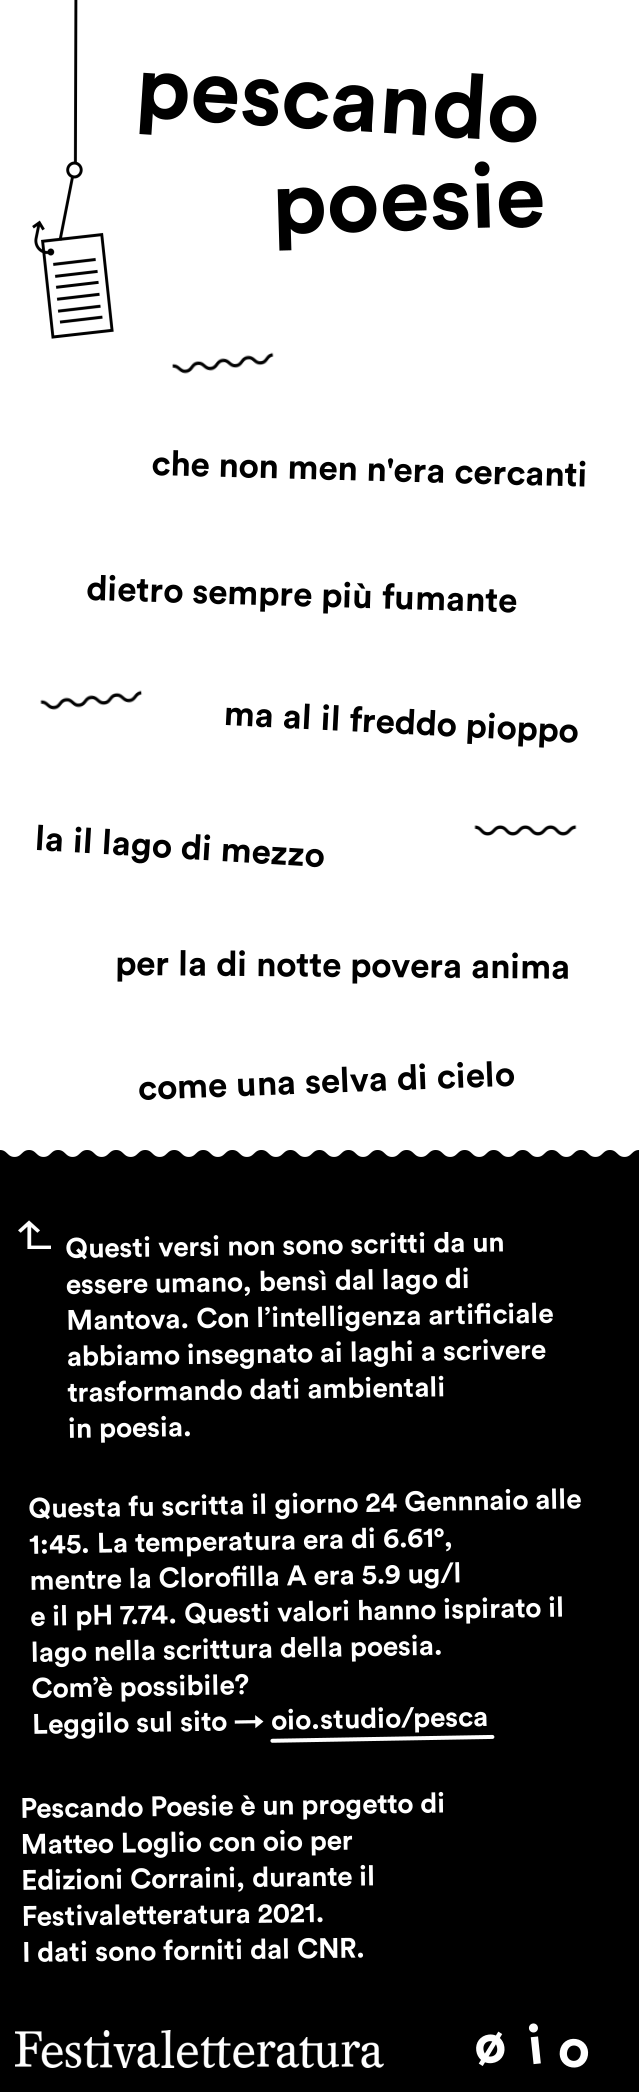 pescando
poesie
che non men n'era cercanti
dietro sempre più fumante
ma al il freddo pioppo
la il lago di mezzo
per la di notte povera anima
come una selva di cielo
Questi versi non sono scritti da un
essere umano, bensì dal lago di
Mantova. Con l’intelligenza artificiale
abbiamo insegnato ai laghi a scrivere
trasformando dati ambientali
in poesia.
Questa fu scritta il giorno 24 Gennnaio alle
1:45. La temperatura era di 6.61°,
mentre la Clorofilla A era 5.9 ug/l
e il pH 7.74. Questi valori hanno ispirato il
lago nella scrittura della poesia.
Com’è possibile?
Leggilo sul sito → oio.studio/pesca
Pescando Poesie è un progetto di
Matteo Loglio con oio per
Edizioni Corraini, durante il
Festivaletteratura 2021.
I dati sono forniti dal CNR.
Festivaletteratura øio